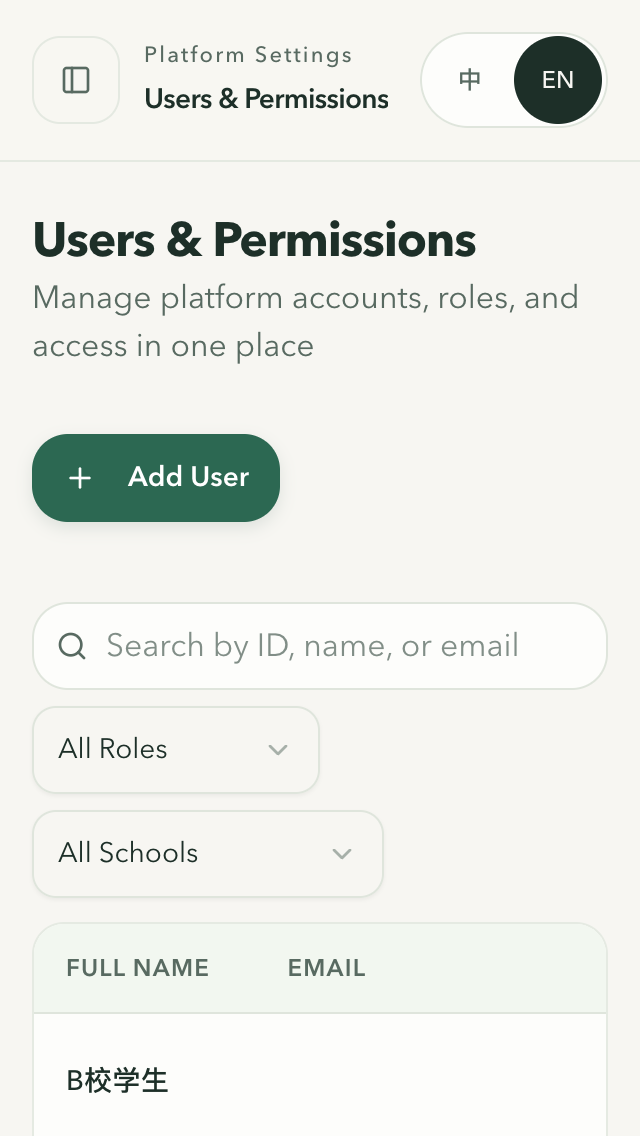 Platform Settings
Users & Permissions
中
EN
Users & Permissions
Manage platform accounts, roles, and
access in one place
Add User
Search by ID, name, or email
All Roles
All Schools
FULL NAME
EMAIL
B校学生